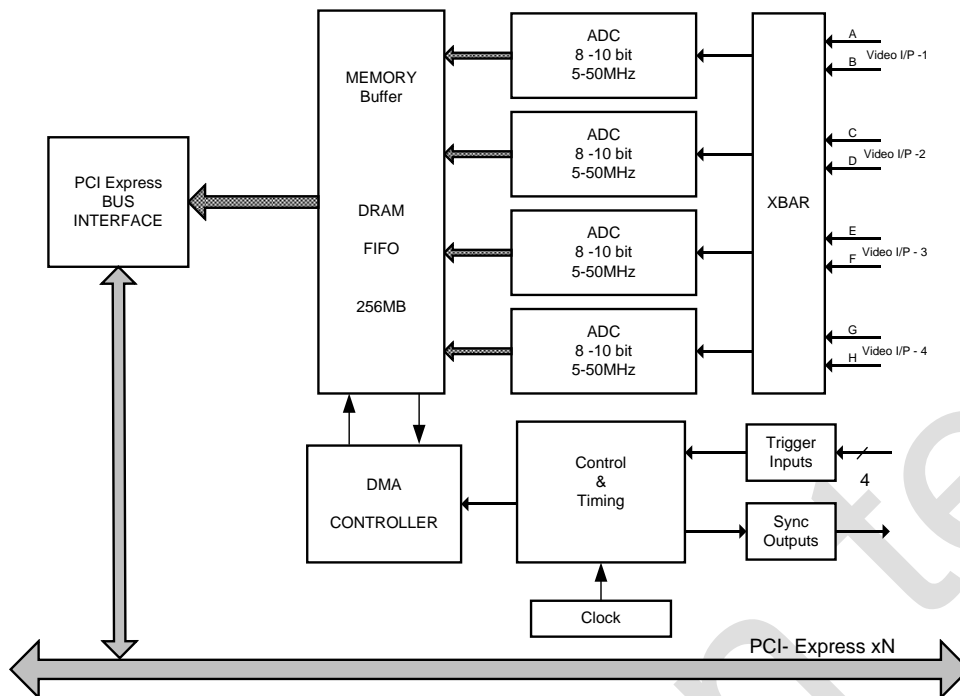 PCI Express
BUS
INTERFACE
MEMORY
Buffer
DRAM
FIFO
256MB
ADC
8 -10 bit
5-50MHz
ADC
8 -10 bit
5-50MHz
ADC
8 -10 bit
5-50MHz
ADC
8 -10 bit
5-50MHz
XBAR
A
Video I/P -1
B
C
Video I/P -2
D
E
Video I/P - 3
F
G
Video I/P - 4
H
DMA
CONTROLLER
Control
&
Timing
Trigger
Inputs
4
Sync
Outputs
Clock
PCI- Express xN